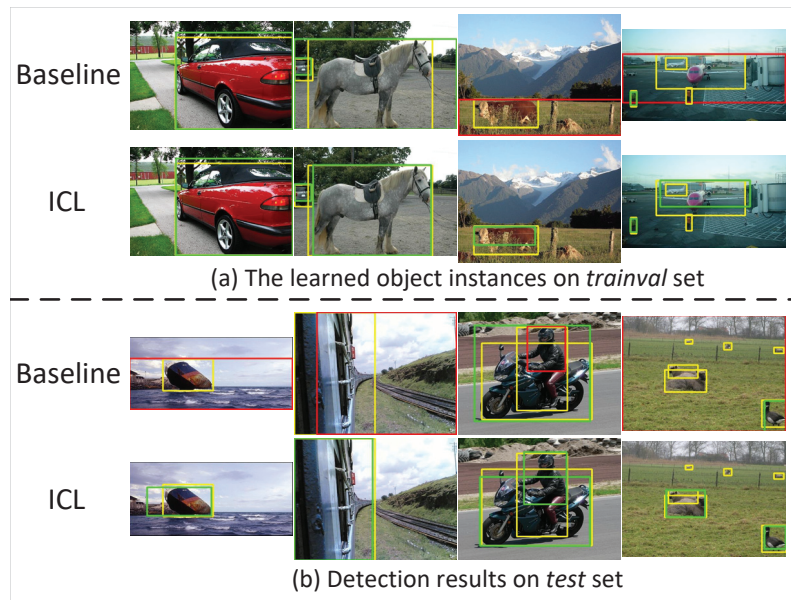 Baseline
ICL
(a) The learned object instances on trainval set
Baseline
ICL
(b) Detection results on test set